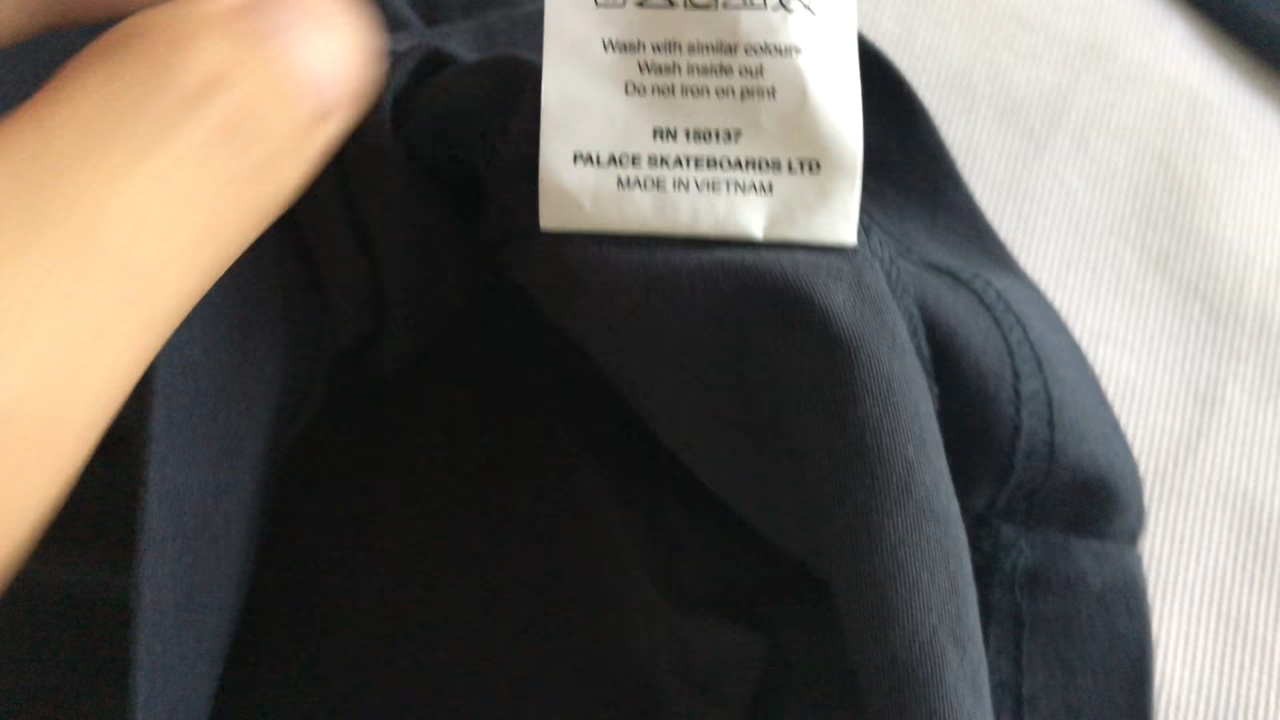 Wash with similar colours
Wash inside out
Do not iron on print
RN 150137
PALACE SKATEBOARDS LTD
MADE IN VIETNAM